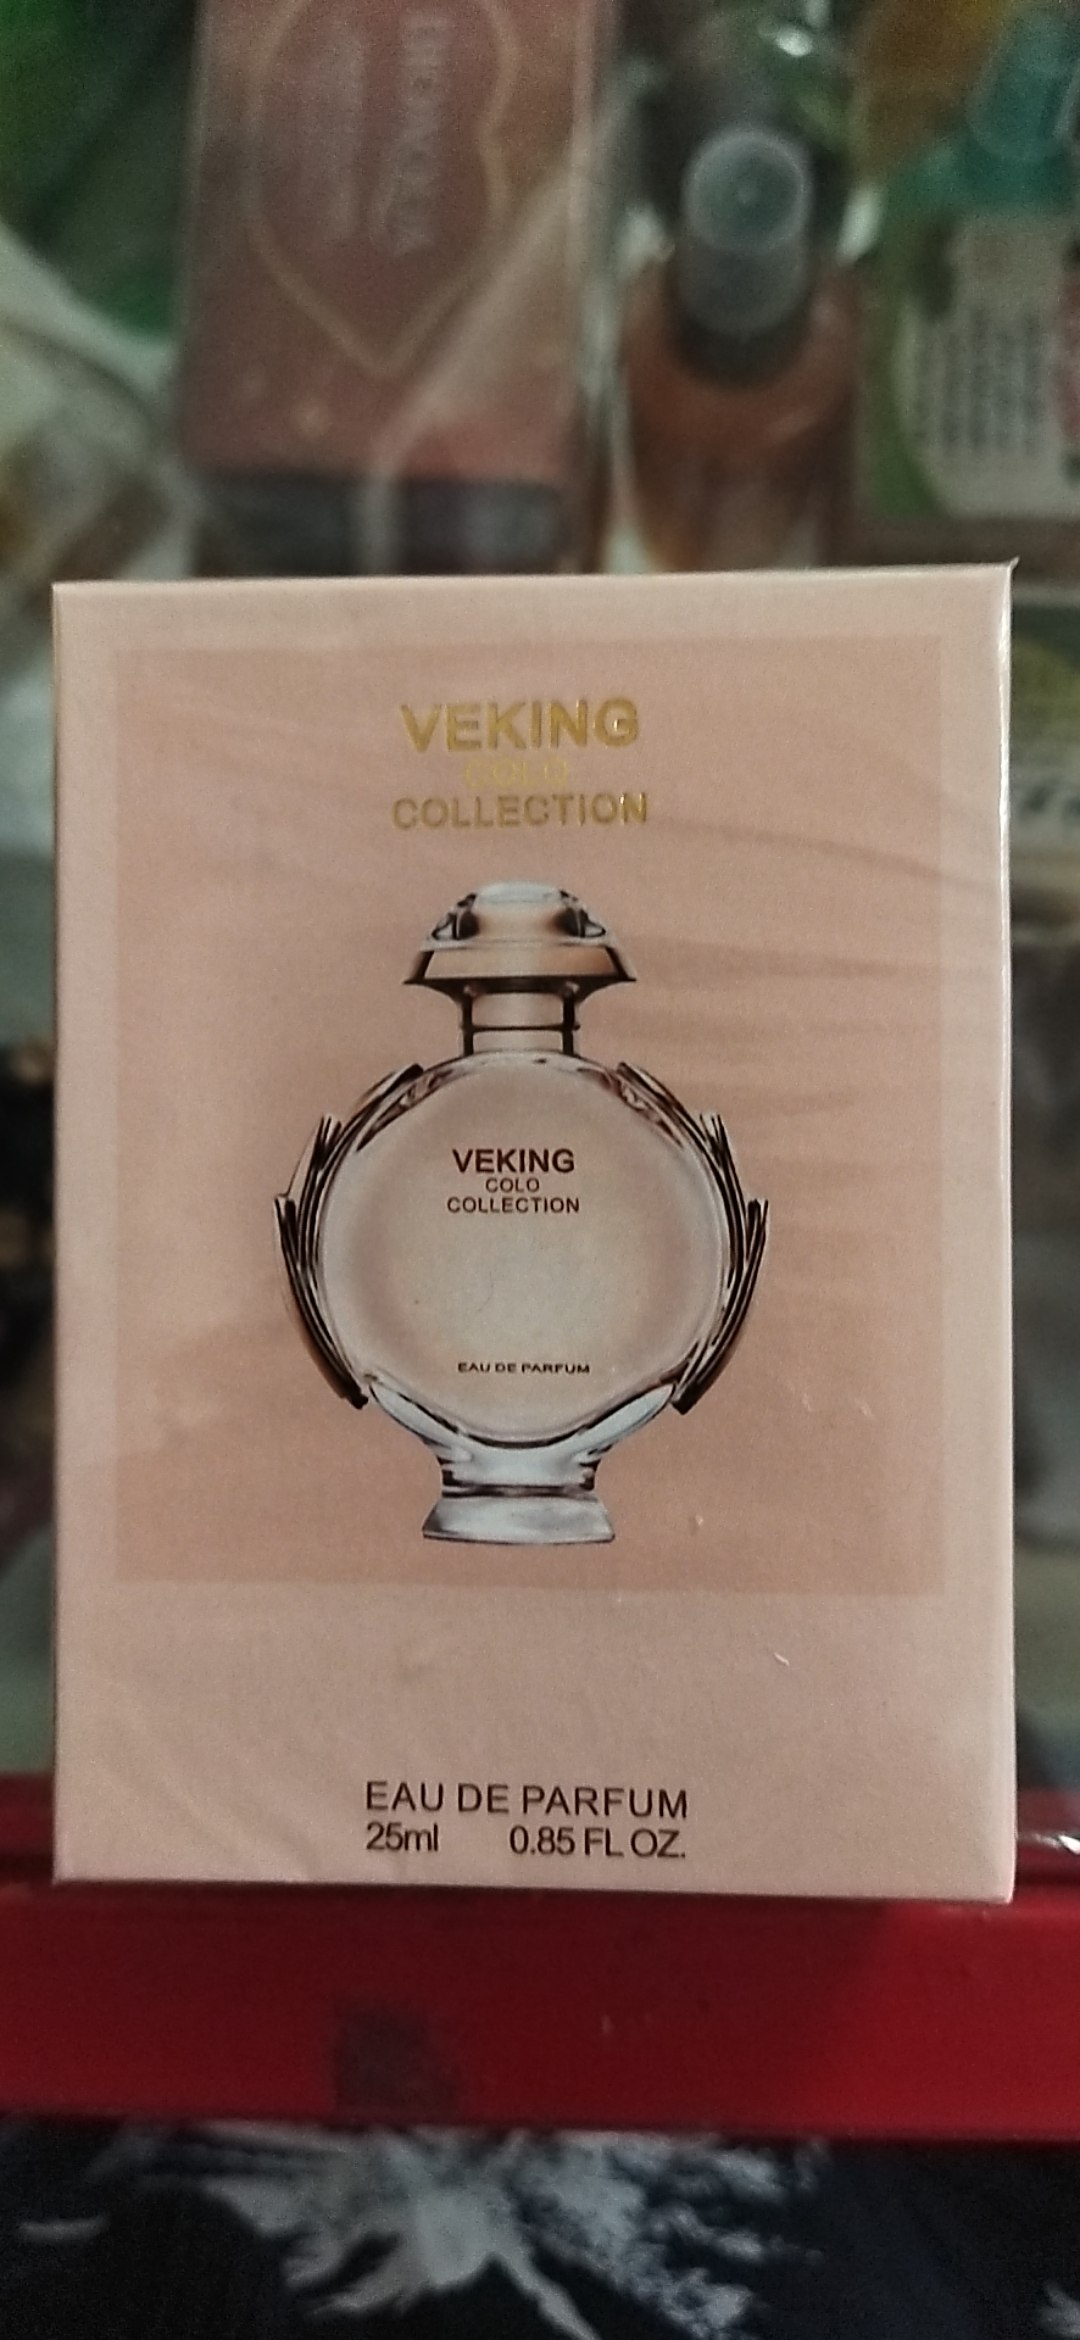 VEKING
COLO
COLLECTION
VEKING
COLO
COLLECTION
EAU DE PARFUM
EAU DE PARFUM
25ml 0.85 FL OZ.